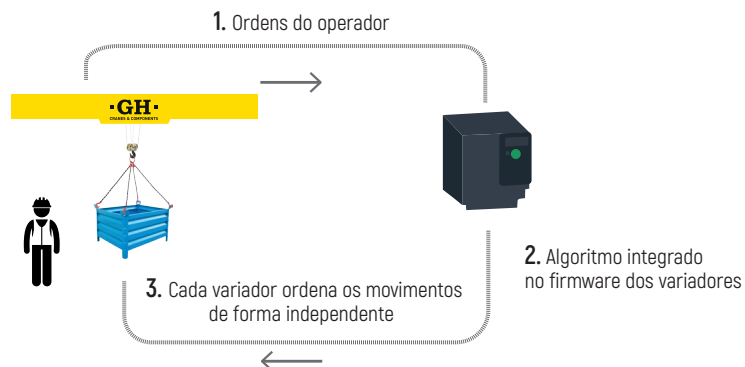 1. Ordens do operador
·GH·
CRANES & COMPONENTS
2. Algoritmo integrado
no firmware dos variadores
3. Cada variador ordena os movimentos
de forma independente